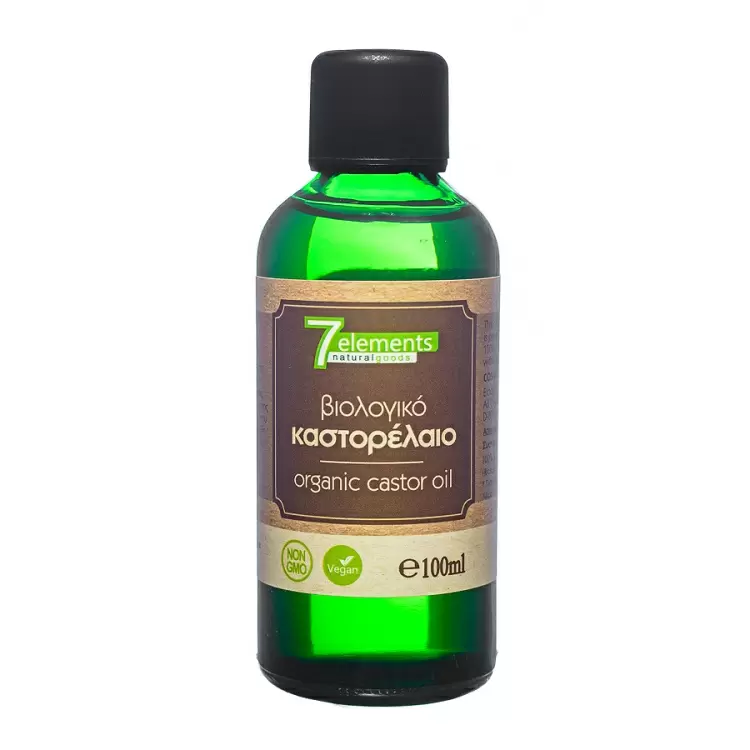 7elements
naturalgoods
βιολογικό
καστορέλαιο
organic castor oil
NON
GMO
Vegan
℮100ml